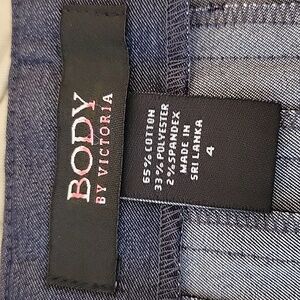 BODY
BY VICTORIA
65% COTTON
33% POLYESTER
2% SPANDEX
MADE IN
SRI LANKA
4